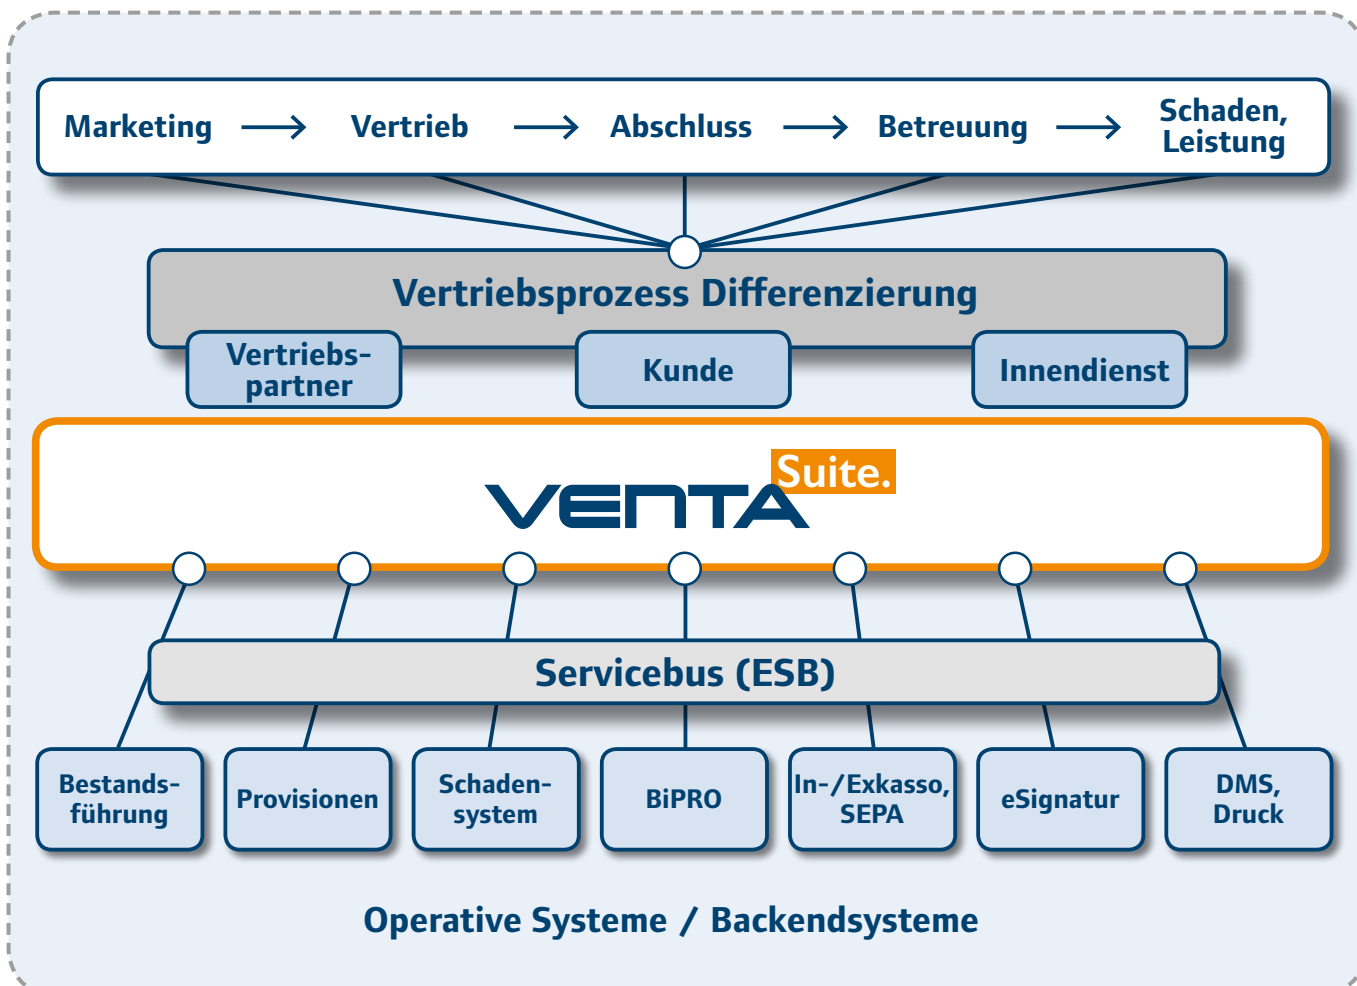 Marketing
Vertrieb
Abschluss
Betreuung
Schaden,
Leistung
Vertriebsprozess Differenzierung
Vertriebs-
partner
Kunde
Innendienst
Suite.
VENTA
Servicebus (ESB)
Bestands-
führung
Provisionen
Schaden-
system
BiPRO
In-/Exkasso,
SEPA
eSignatur
DMS,
Druck
Operative Systeme / Backendsysteme